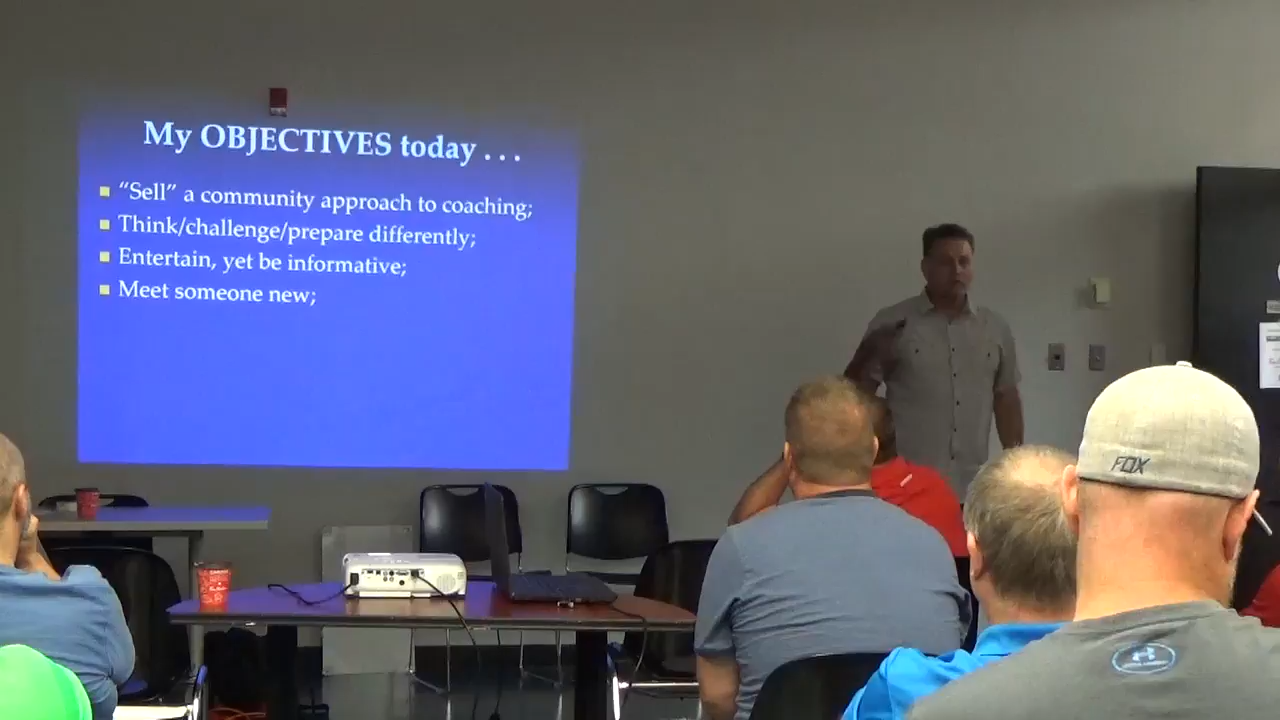 My OBJECTIVES today . . .
“Sell” a community approach to coaching;
Think/challenge/prepare differently;
Entertain, yet be informative;
Meet someone new;
FOX